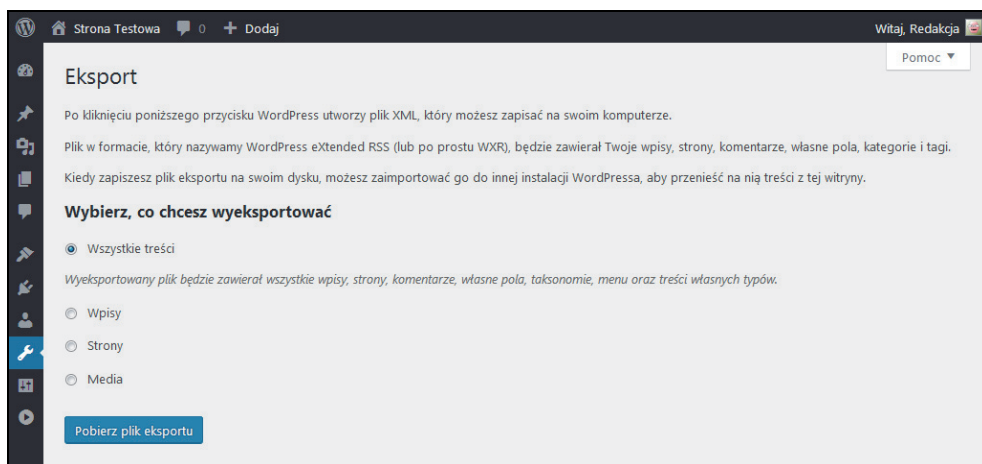 Strona Testowa 0 + Dodaj Witaj, Redakcja
Pomoc ▼
Eksport
Po kliknięciu poniższego przycisku WordPress utworzy plik XML, który możesz zapisać na swoim komputerze.
Plik w formacie, który nazywamy WordPress eXtended RSS (lub po prostu WXR), będzie zawierał Twoje wpisy, strony, komentarze, własne pola, kategorie i tagi.
Kiedy zapiszesz plik eksportu na swoim dysku, możesz zaimportować go do innej instalacji WordPressa, aby przenieść na nią treści z tej witryny.
Wybierz, co chcesz wyeksportować
Wszystkie treści
Wyeksportowany plik będzie zawierał wszystkie wpisy, strony, komentarze, własne pola, taksonomie, menu oraz treści własnych typów.
Wpisy
Strony
Media
Pobierz plik eksportu